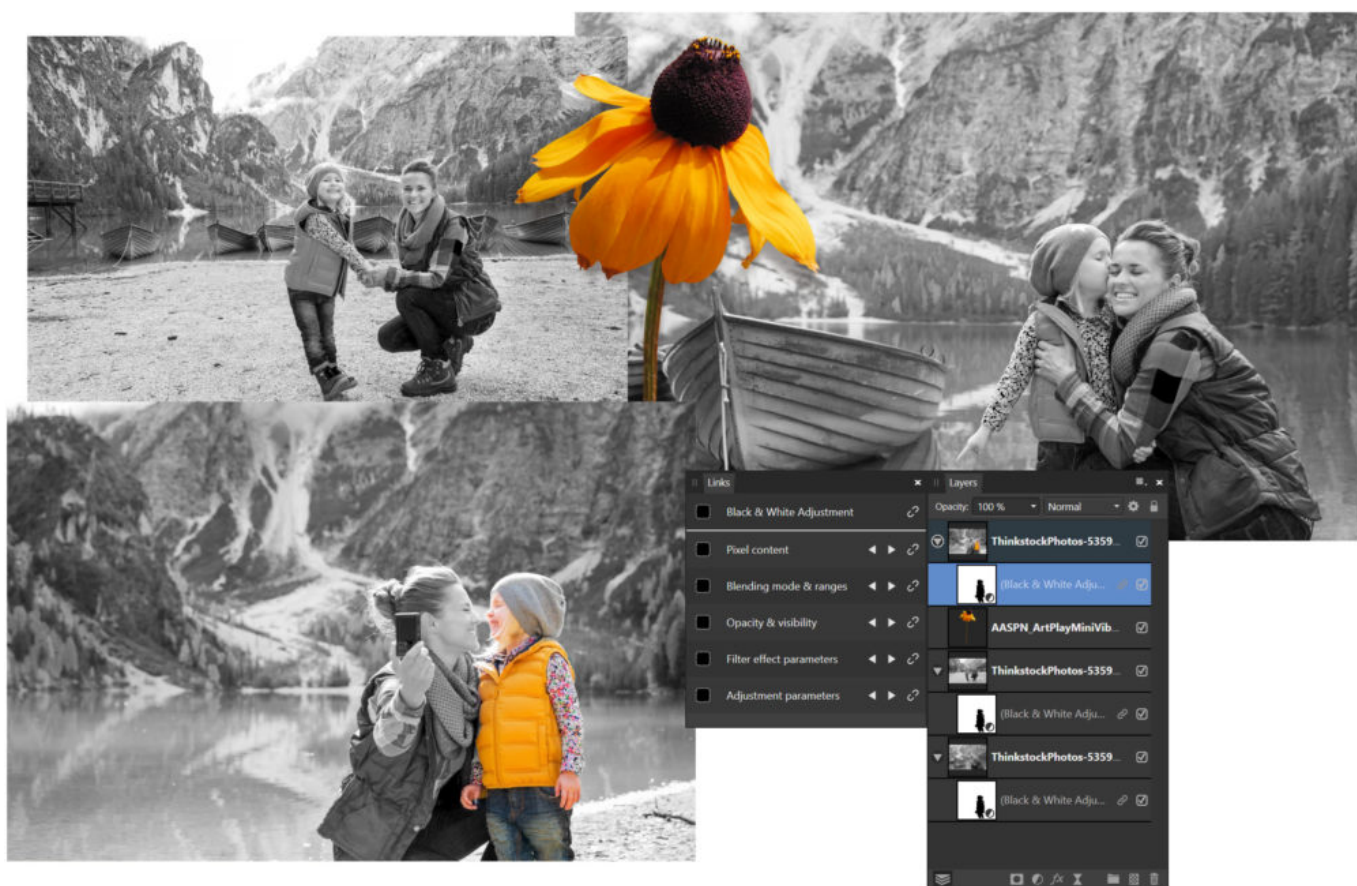 Links
Black & White Adjustment
Pixel content
Blending mode & ranges
Opacity & visibility
Filter effect parameters
Adjustment parameters
Layers
Opacity: 100 % Normal
ThinkstockPhotos-5359...
(Black & White Adju...
AASPN_ArtPlayMiniVib...
ThinkstockPhotos-5359...
(Black & White Adju...
ThinkstockPhotos-5359...
(Black & White Adju...
fx